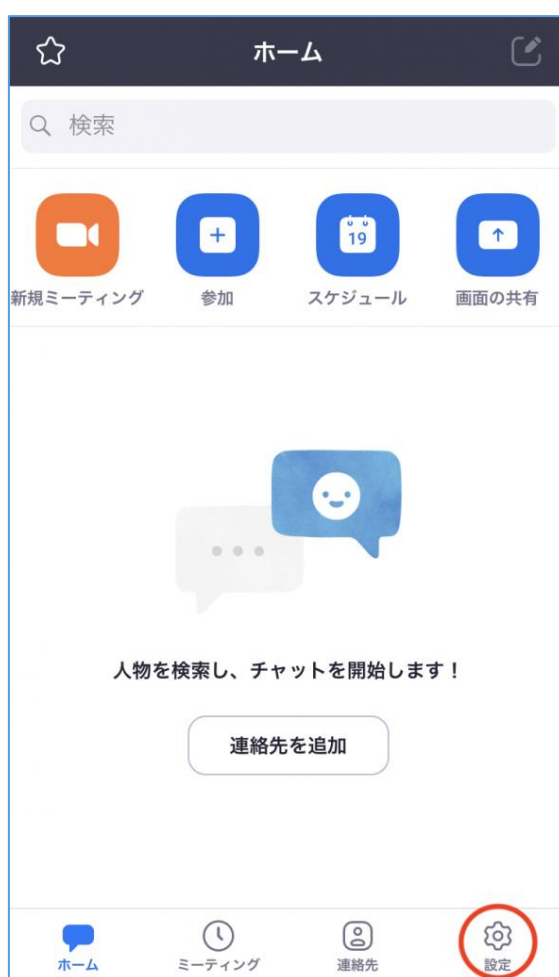 ホーム
検索
19
新規ミーティング
参加
スケジュール
画面の共有
人物を検索し、チャットを開始します！
連絡先を追加
ホーム
ミーティング
連絡先
設定